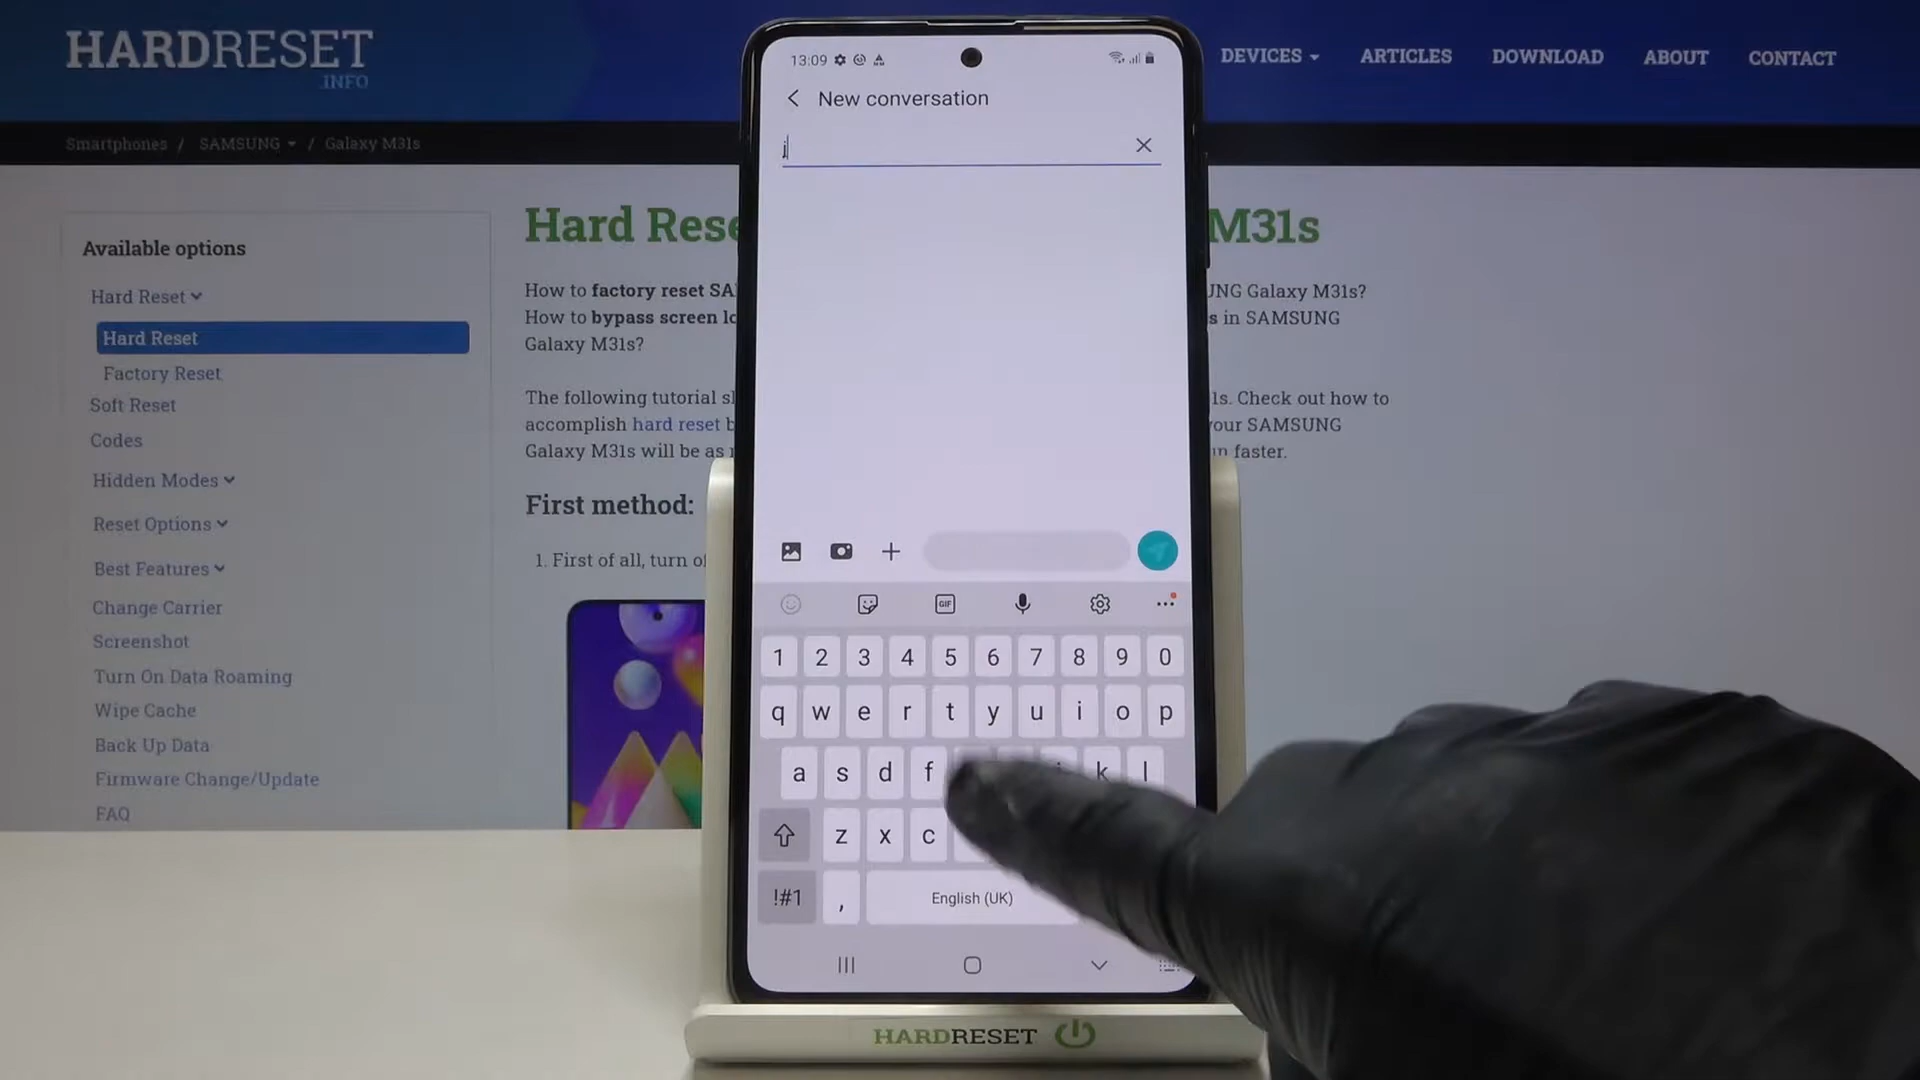 HARDRESET
.INFO
DEVICES
ARTICLES
DOWNLOAD
ABOUT
CONTACT
Smartphones / SAMSUNG / Galaxy M31s
Available options
Hard Reset
Hard Reset
Factory Reset
Soft Reset
Codes
Hidden Modes
Reset Options
Best Features
Change Carrier
Screenshot
Turn On Data Roaming
Wipe Cache
Back Up Data
Firmware Change/Update
FAQ
Hard Rese M31s
How to factory reset SA UNG Galaxy M31s?
How to bypass screen lo s in SAMSUNG
Galaxy M31s?
The following tutorial s 1s. Check out how to
accomplish hard reset b your SAMSUNG
Galaxy M31s will be as n faster.
First method:
1. First of all, turn of
13:09
New conversation
j
GIF
1 2 3 4 5 6 7 8 9 0
q w e r t y u i o p
a s d f k l
z x c
!#1 , English (UK)
HARDRESET